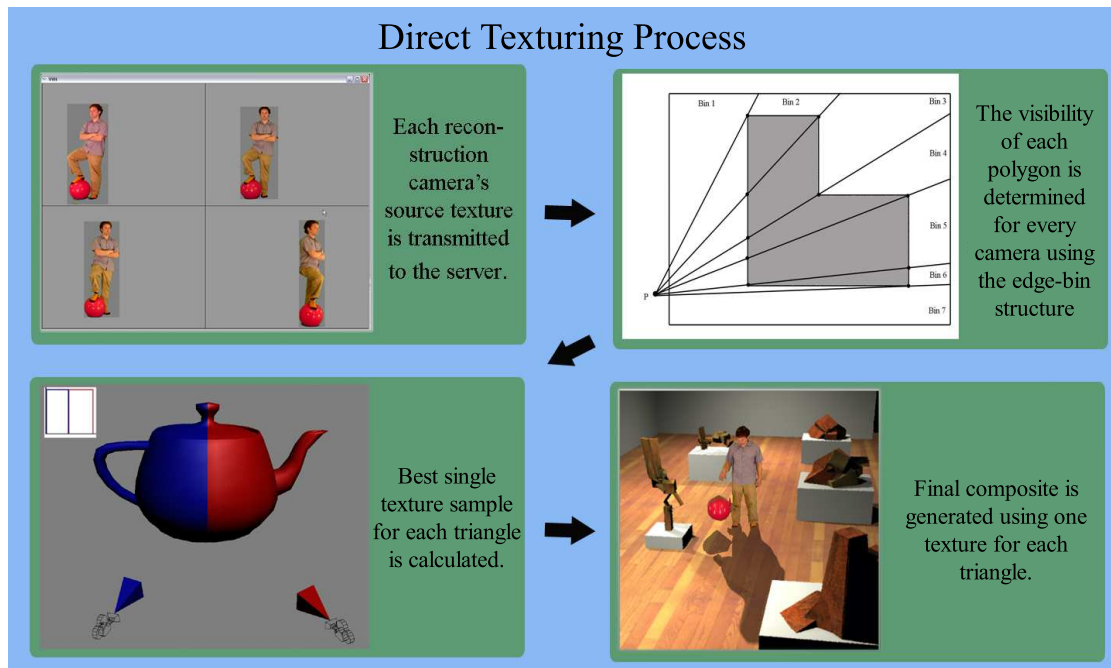 Direct Texturing Process
Each recon-
struction
camera's
source texture
is transmitted
to the server.
Bin 1
Bin 2
Bin 3
Bin 4
Bin 5
Bin 6
Bin 7
P
The visibility
of each
polygon is
determined
for every
camera using
the edge-bin
structure
Best single
texture sample
for each triangle
is calculated.
Final composite is
generated using one
texture for each
triangle.